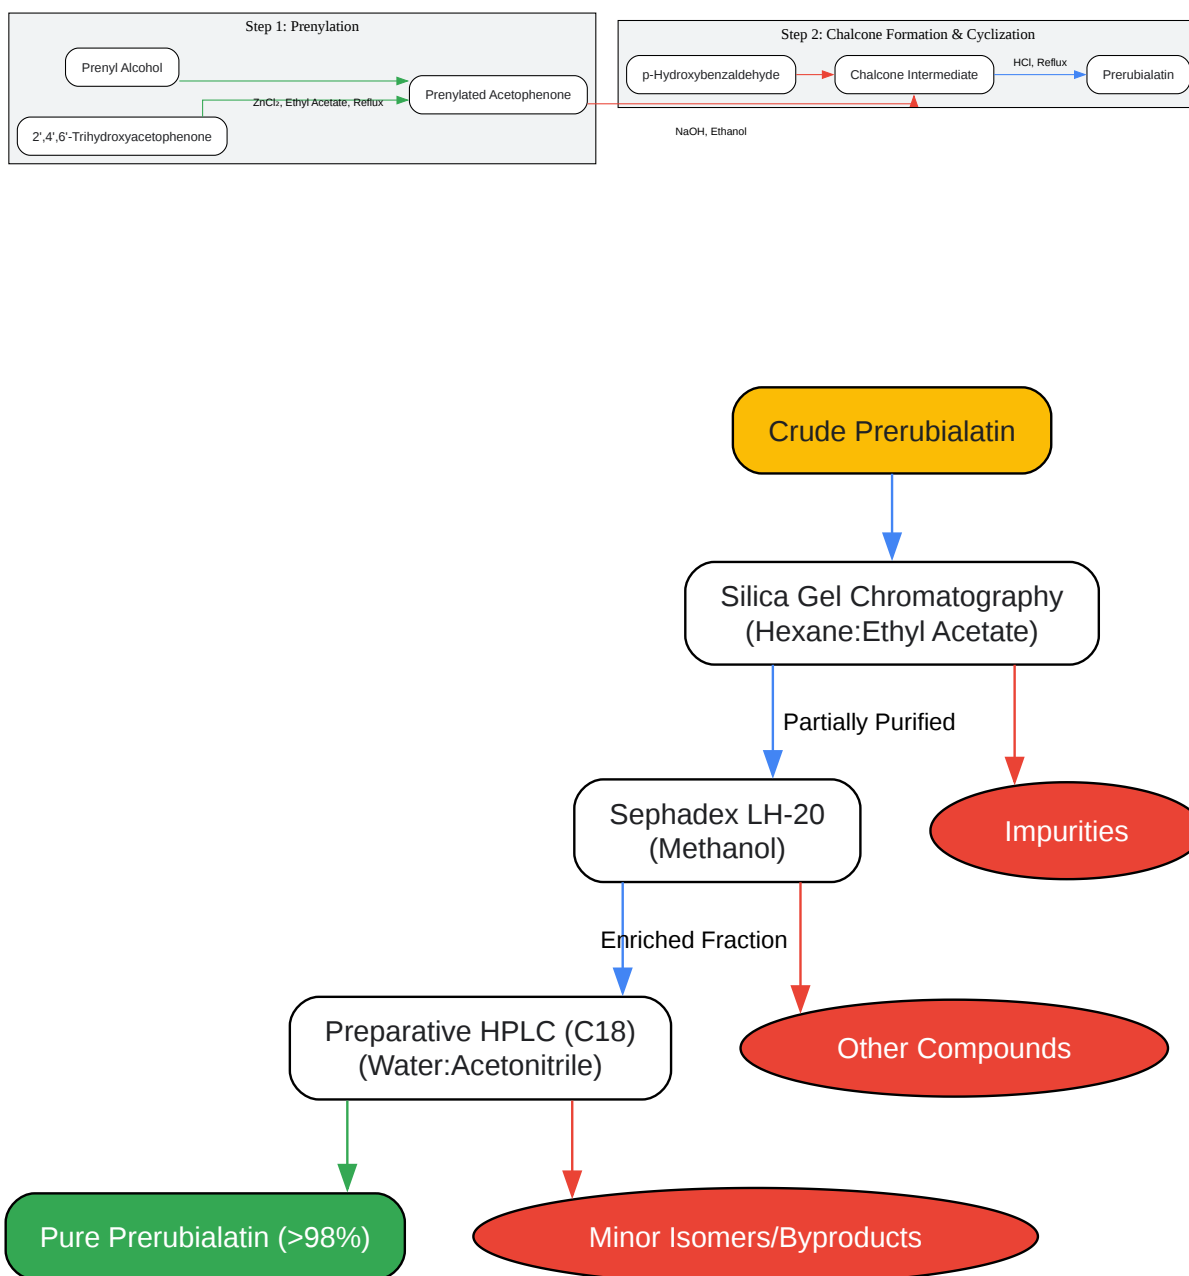 Step 1: Prenylation
Prenyl Alcohol
ZnCl₂, Ethyl Acetate, Reflux
Prenylated Acetophenone
2',4',6'-Trihydroxyacetophenone
Step 2: Chalcone Formation & Cyclization
p-Hydroxybenzaldehyde
Chalcone Intermediate
HCl, Reflux
Prerubialatin
NaOH, Ethanol
Crude Prerubialatin
Silica Gel Chromatography
(Hexane:Ethyl Acetate)
Partially Purified
Sephadex LH-20
(Methanol)
Impurities
Enriched Fraction
Preparative HPLC (C18)
(Water:Acetonitrile)
Other Compounds
Pure Prerubialatin (>98%)
Minor Isomers/Byproducts